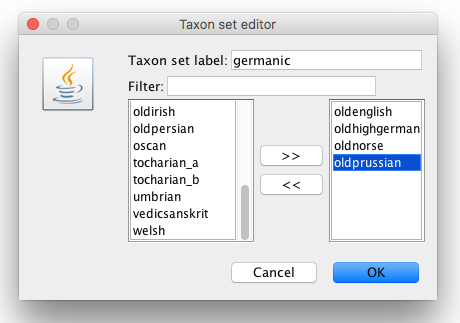 Taxon set editor
Taxon set label: germanic
Filter:
oldirish
oldpersian
oscan
tocharian_a
tocharian_b
umbrian
vedicsanskrit
welsh
>>
<<
oldenglish
oldhighgerman
oldnorse
oldprussian
Cancel
OK